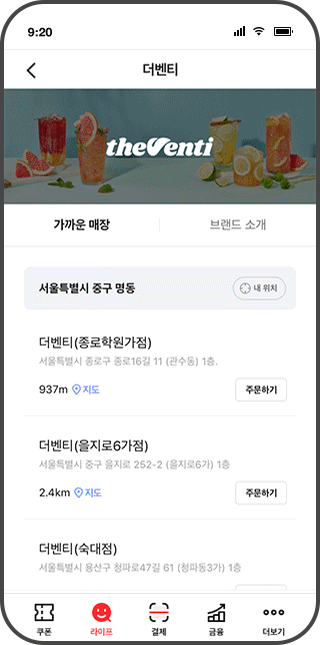 9:20
더벤티
theVenti
가까운 매장
브랜드 소개
서울특별시 중구 명동
내 위치
더벤티(종로학원가점)
서울특별시 종로구 종로16길 11 (관수동) 1층.
937m 지도
주문하기
더벤티(을지로6가점)
서울특별시 중구 을지로 252-2 (을지로6가) 1층
2.4km 지도
주문하기
더벤티(숙대점)
서울특별시 용산구 청파로47길 61 (청파동3가) 1층
쿠폰
라이프
결제
금융
더보기